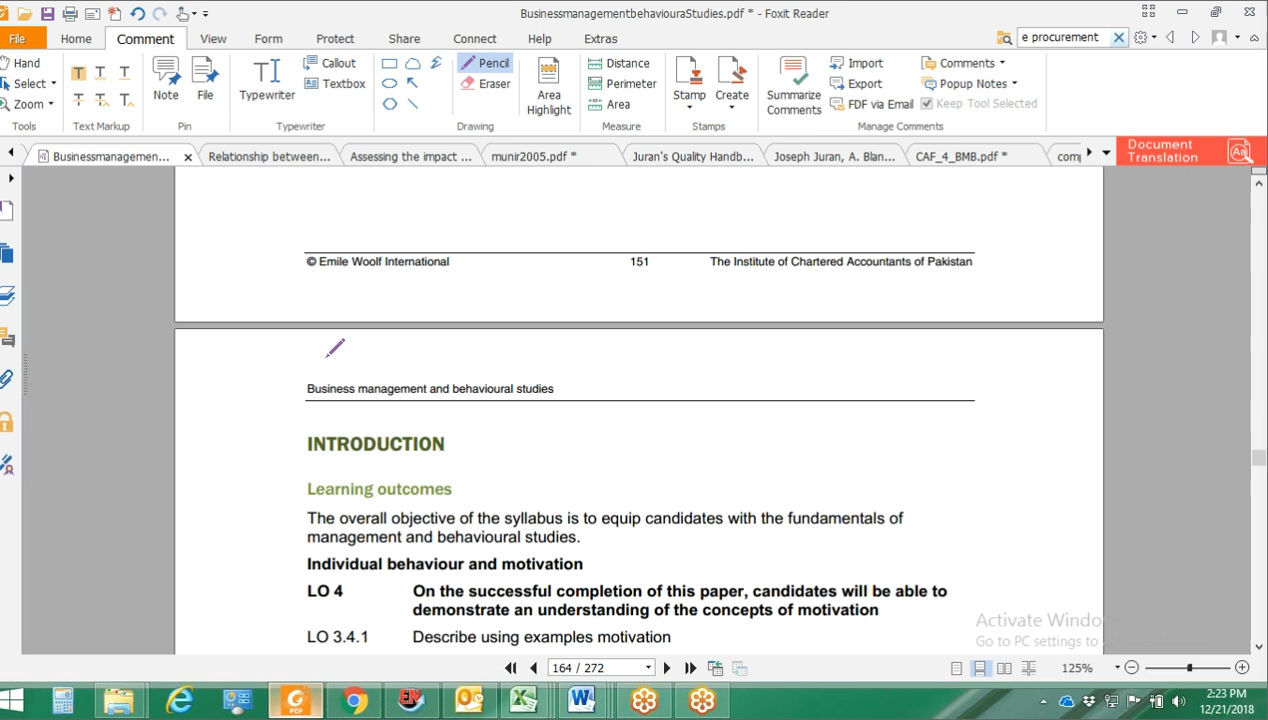 BusinessmanagementbehaviouraStudies.pdf * - Foxit Reader
File Home Comment View Form Protect Share Connect Help Extras
e procurement
Hand
Select
Zoom
Tools
T T T
T T T
Text Markup
Note
File
Pin
Typewriter
Callout
Textbox
Typewriter
Pencil
Eraser
Drawing
Area
Highlight
Distance
Perimeter
Area
Measure
Stamp
Create
Stamps
Summarize
Comments
Import
Export
FDF via Email
Comments
Popup Notes
Keep Tool Selected
Manage Comments
Businessmanagemen...
Relationship between...
Assessing the impact ...
munir2005.pdf *
Juran's Quality Handb...
Joseph Juran, A. Blan...
CAF_4_BMB.pdf *
Document
Translation
© Emile Woolf International 151 The Institute of Chartered Accountants of Pakistan
Business management and behavioural studies
INTRODUCTION
Learning outcomes
The overall objective of the syllabus is to equip candidates with the fundamentals of
management and behavioural studies.
Individual behaviour and motivation
LO 4 On the successful completion of this paper, candidates will be able to
demonstrate an understanding of the concepts of motivation
LO 3.4.1 Describe using examples motivation
Activate Windo
Go to PC settings to a
164 / 272
125%
2:23 PM
12/21/2018